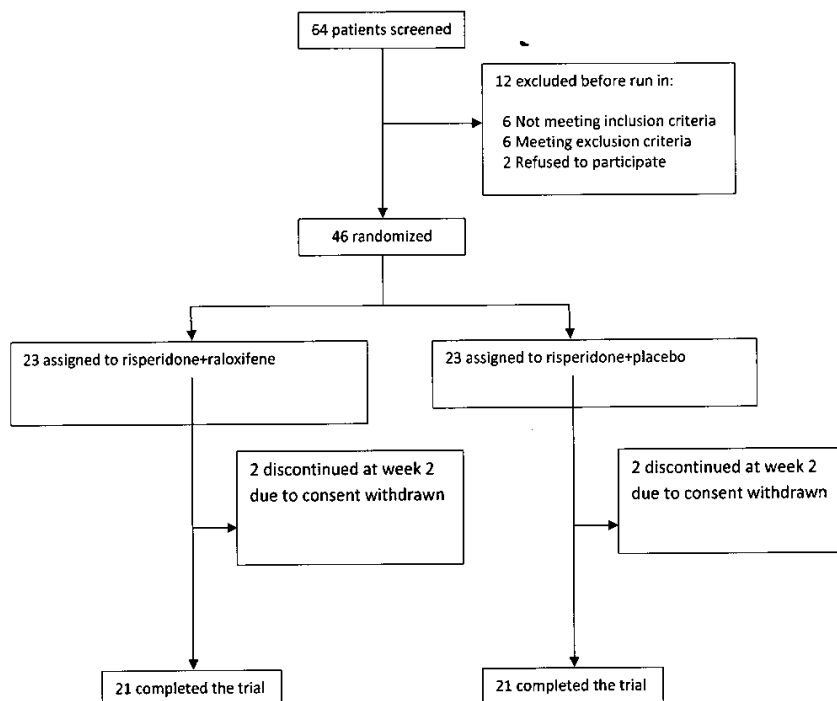 64 patients screened
12 excluded before run in:
6 Not meeting inclusion criteria
6 Meeting exclusion criteria
2 Refused to participate
46 randomized
23 assigned to risperidone+raloxifene
23 assigned to risperidone+placebo
2 discontinued at week 2
due to consent withdrawn
2 discontinued at week 2
due to consent withdrawn
21 completed the trial
21 completed the trial